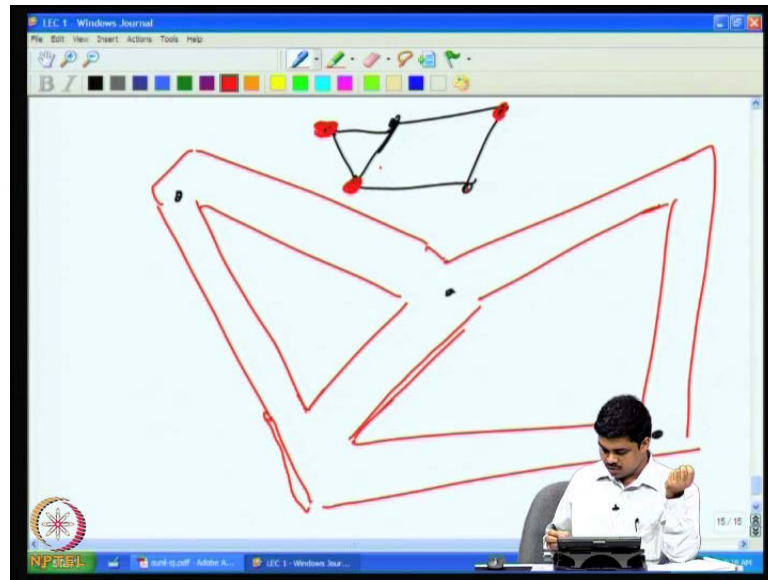 LEC 1 - Windows Journal
File Edit View Insert Actions Tools Help
B I
15 / 15
NPTEL
sunil-rg.pdf - Adobe A...
LEC 1 - Windows Jour...